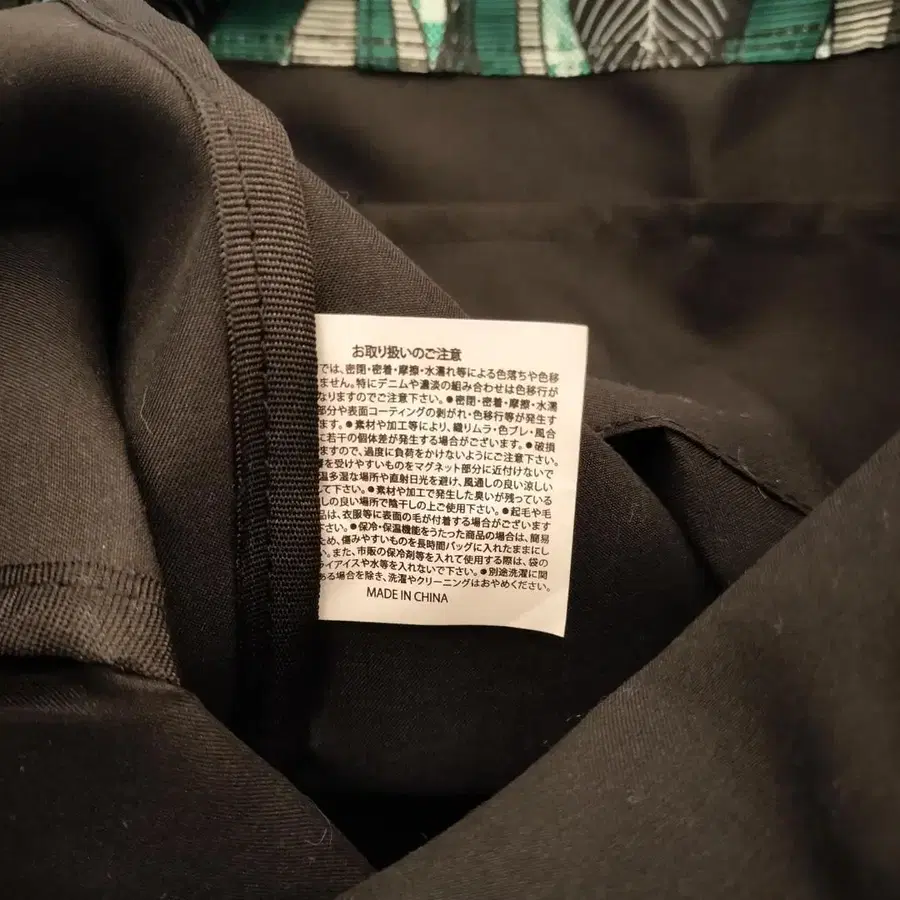 お取り扱いのご注意
では、密閉・密着・摩擦・水濡れ等による色落ちや色移
ません。特にデニムや濃淡の組み合わせは色移行が
なりますのでご注意下さい。●密閉・密着・摩擦・水濡
部分や表面コーティングの剥がれ・色移行等が発生す
ます。●素材や加工等により、織りムラ・色ブレ・風合
に若干の個体差が発生する場合がございます。●破損
ますので、過度に負荷をかけないようにご注意下さい。
を受けやすいものをマグネット部分に近付けないで
温多湿な場所や直射日光を避け、風通しの良い涼しい
て下さい。●素材や加工で発生した臭いが残っている
しの良い場所で陰干しの上ご使用下さい。●起毛や毛
品は、衣服等に表面の毛が付着する場合がございます
下さい。●保冷・保温機能をうたった商品の場合は、簡易
ため、傷みやすいものを長時間バッグに入れたままにし
い。また、市販の保冷剤等を入れて使用する際は、袋の
ライアイスや水等を入れないで下さい。●別途洗濯に関
ある場合を除き、洗濯やクリーニングはおやめください。
MADE IN CHINA